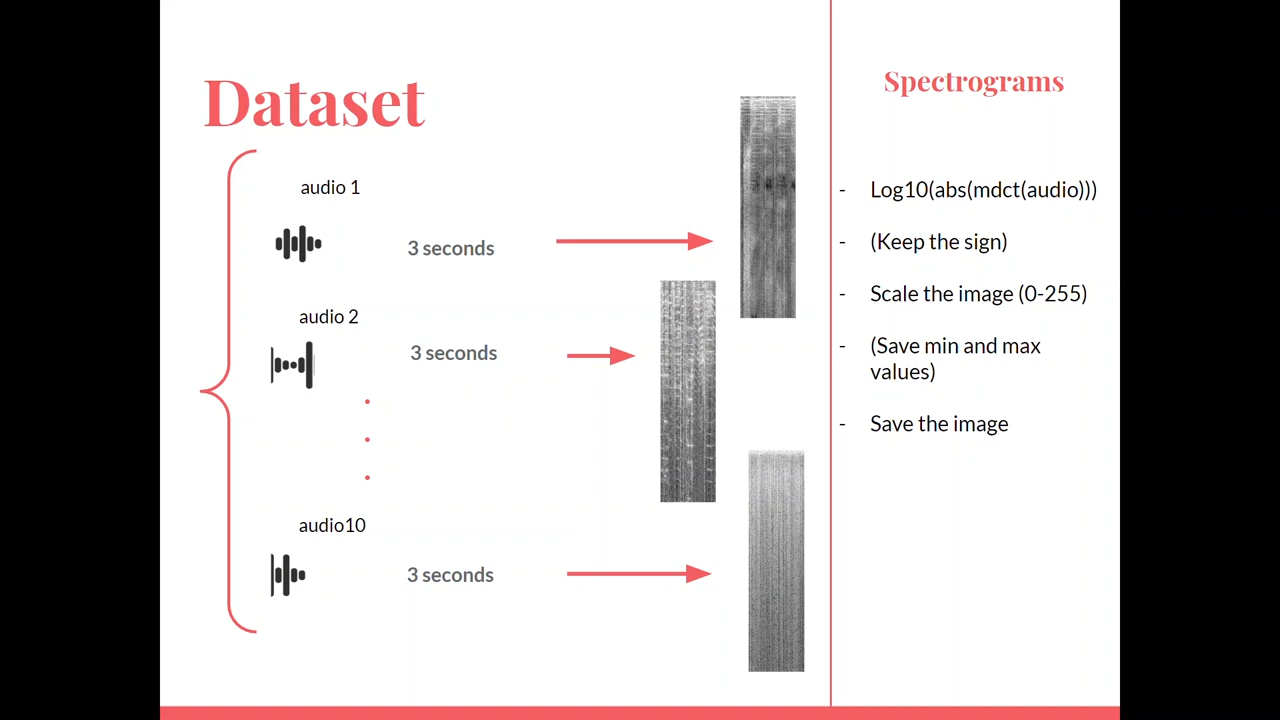 Dataset
audio 1
3 seconds
audio 2
3 seconds
audio10
3 seconds
Spectrograms
- Log10(abs(mdct(audio)))
- (Keep the sign)
- Scale the image (0-255)
- (Save min and max
values)
- Save the image